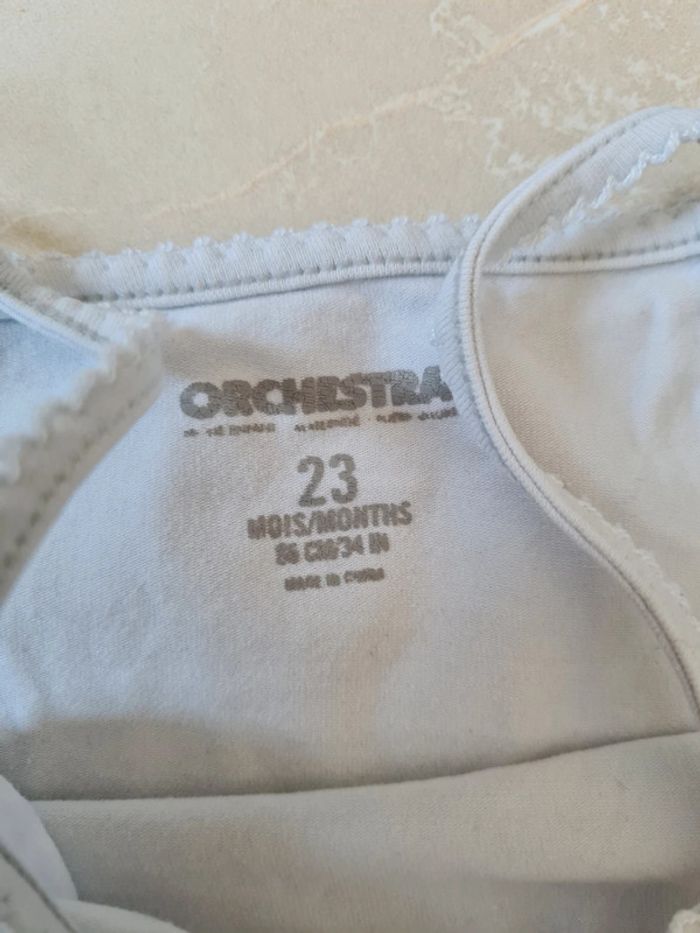 ORCHESTRA
23
MOIS/MONTHS
86 CM/34 IN
MADE IN CHINA